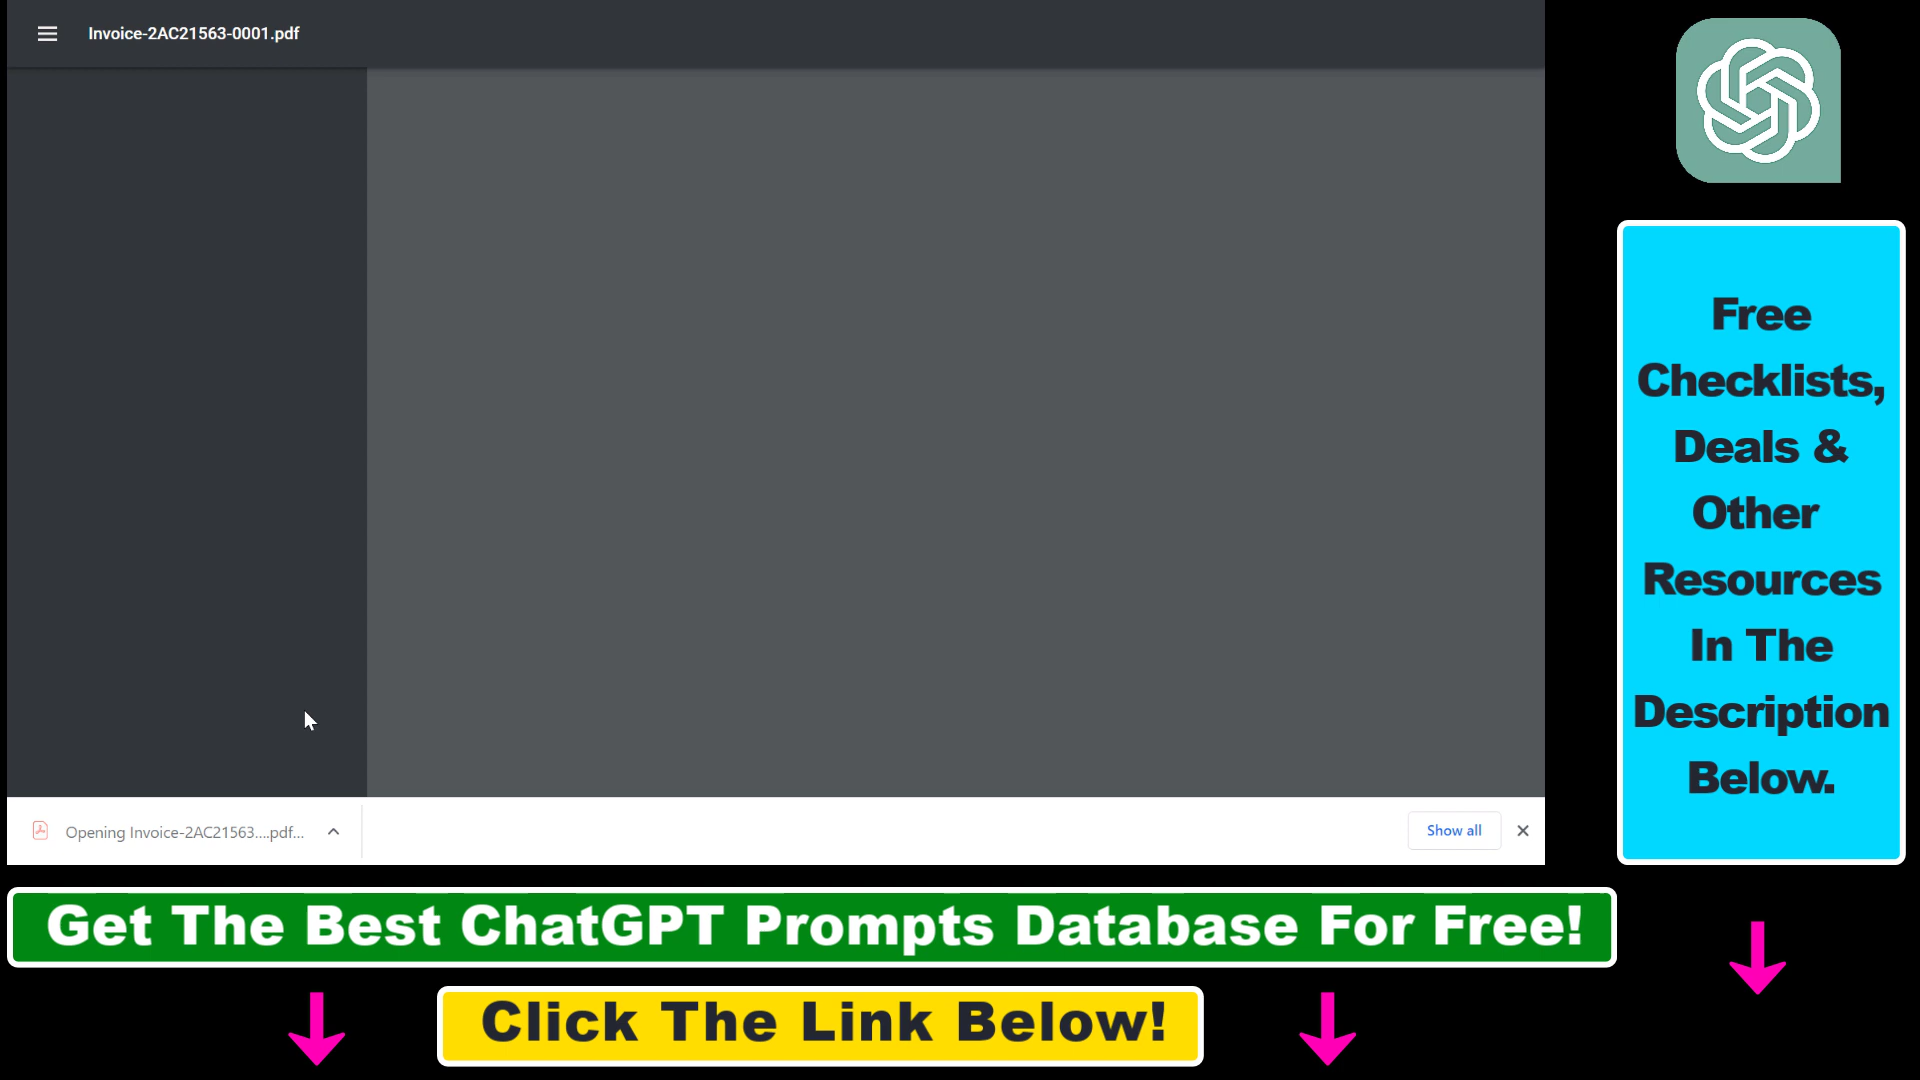 Invoice-2AC21563-0001.pdf
Free
Checklists,
Deals &
Other
Resources
In The
Description
Below.
Opening Invoice-2AC21563....pdf...
Show all
Get The Best ChatGPT Prompts Database For Free!
Click The Link Below!